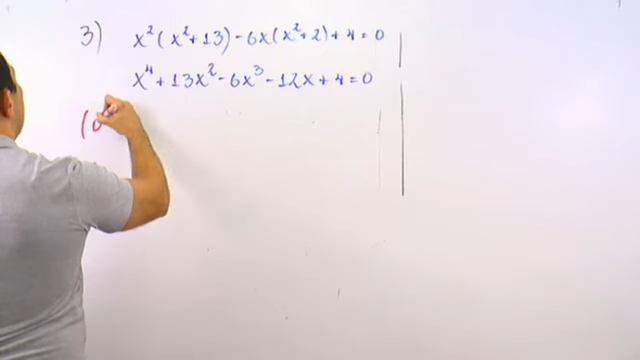 3) x²(x²+13)-6x(x²+2)+4=0
x⁴+13x²-6x³-12x+4=0
(